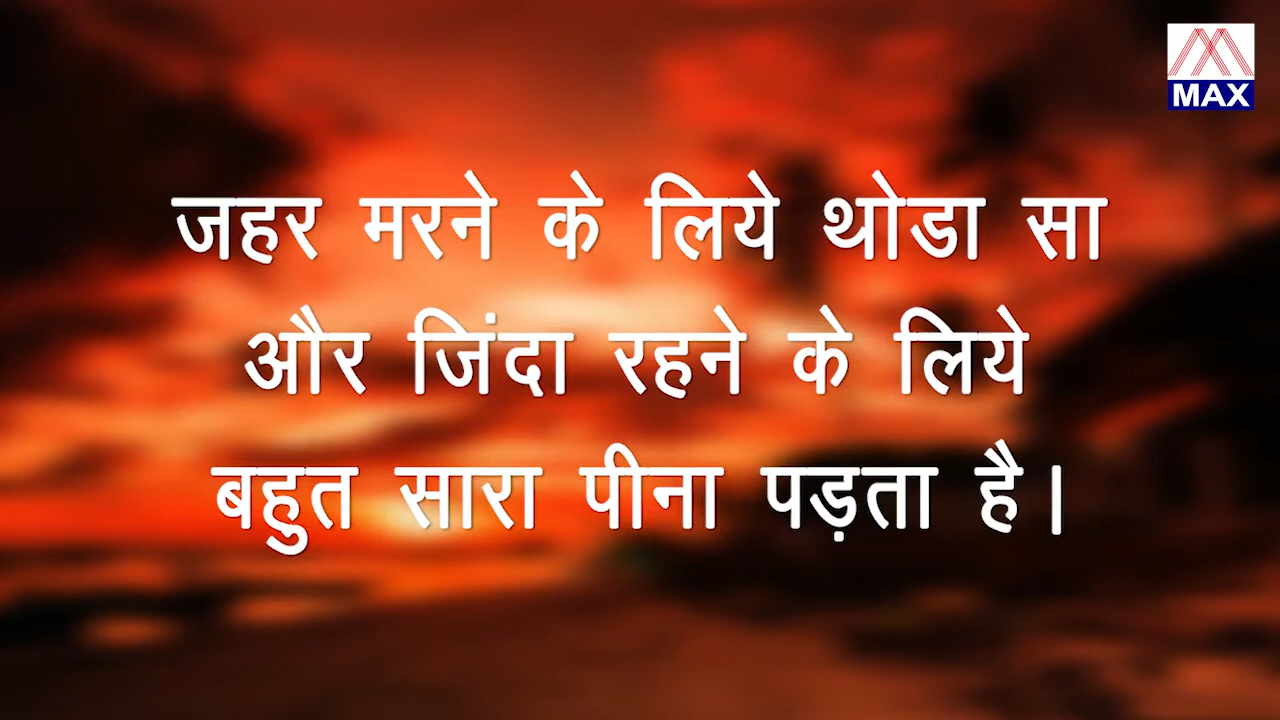 MAX
जहर मरने के लिये थोडा सा
और जिंदा रहने के लिये
बहुत सारा पीना पड़ता है।